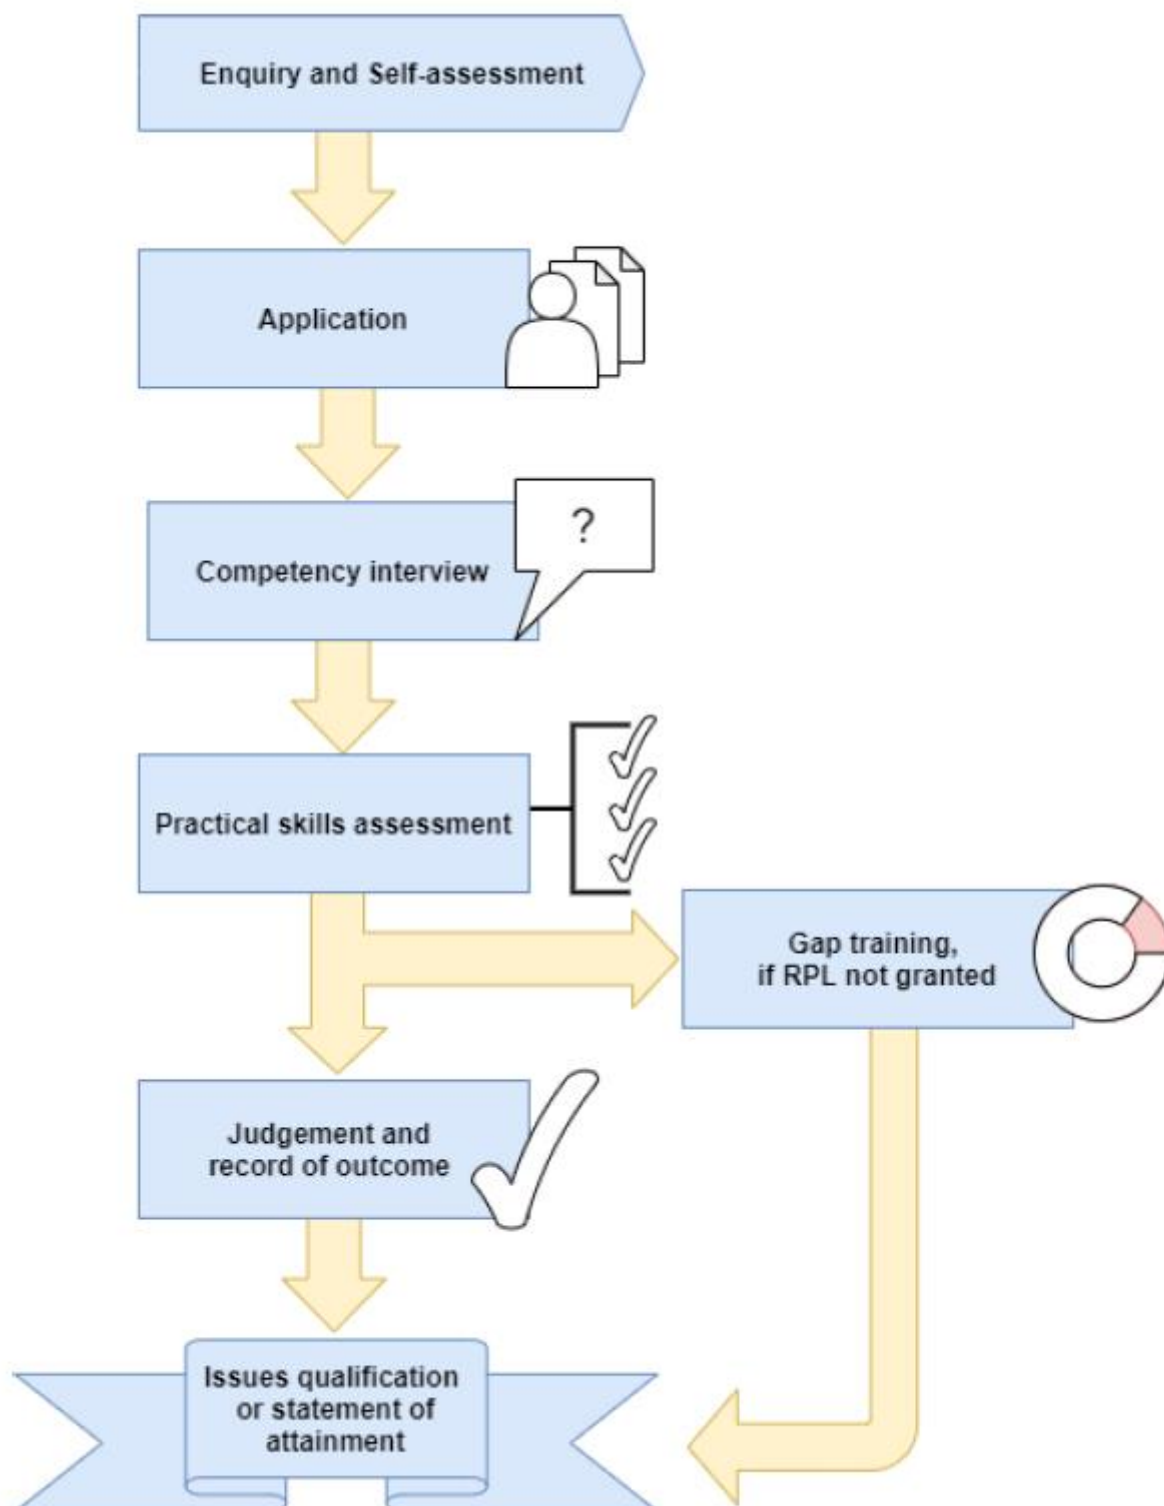 Enquiry and Self-assessment
Application
Competency interview
?
Practical skills assessment
Gap training,
if RPL not granted
Judgement and
record of outcome
Issues qualification
or statement of
attainment